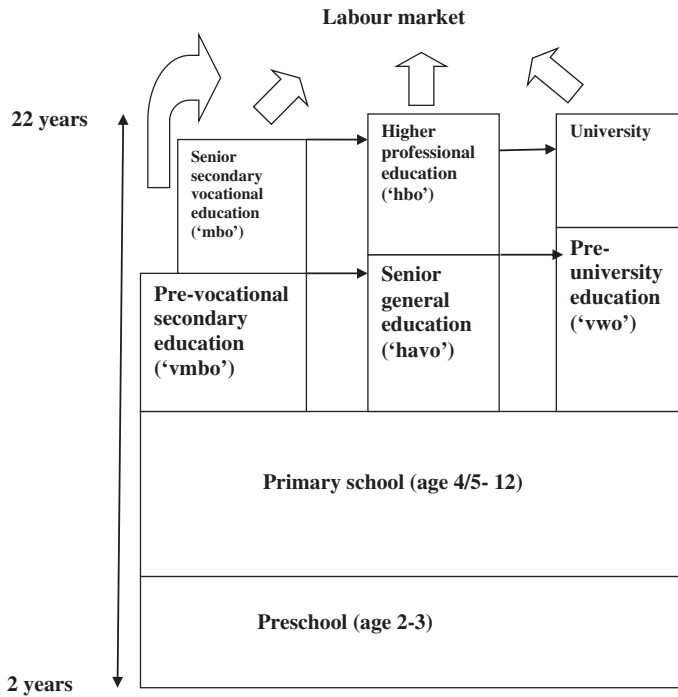 Labour market
22 years
Senior
secondary
vocational
education
(‘mbo’)
Higher
professional
education
(‘hbo’)
University
Pre-vocational
secondary
education
(‘vmbo’)
Senior
general
education
(‘havo’)
Pre-
university
education
(‘vwo’)
Primary school (age 4/5- 12)
Preschool (age 2-3)
2 years